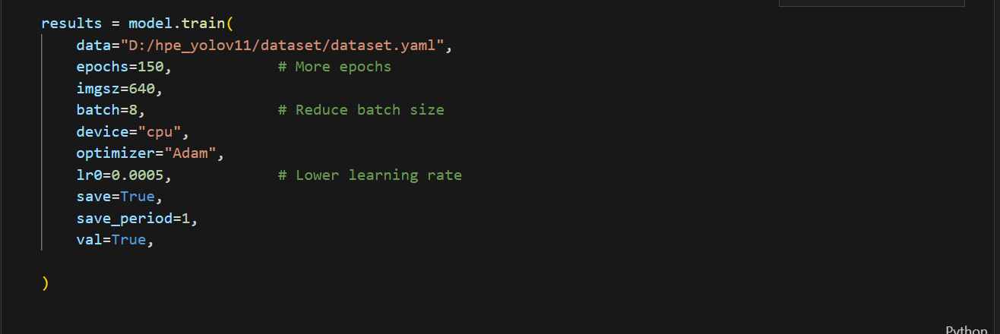 results = model.train(
    data="D:/hpe_yolov11/dataset/dataset.yaml",
    epochs=150,            # More epochs
    imgsz=640,
    batch=8,               # Reduce batch size
    device="cpu",
    optimizer="Adam",
    lr0=0.0005,            # Lower learning rate
    save=True,
    save_period=1,
    val=True,
)
Python